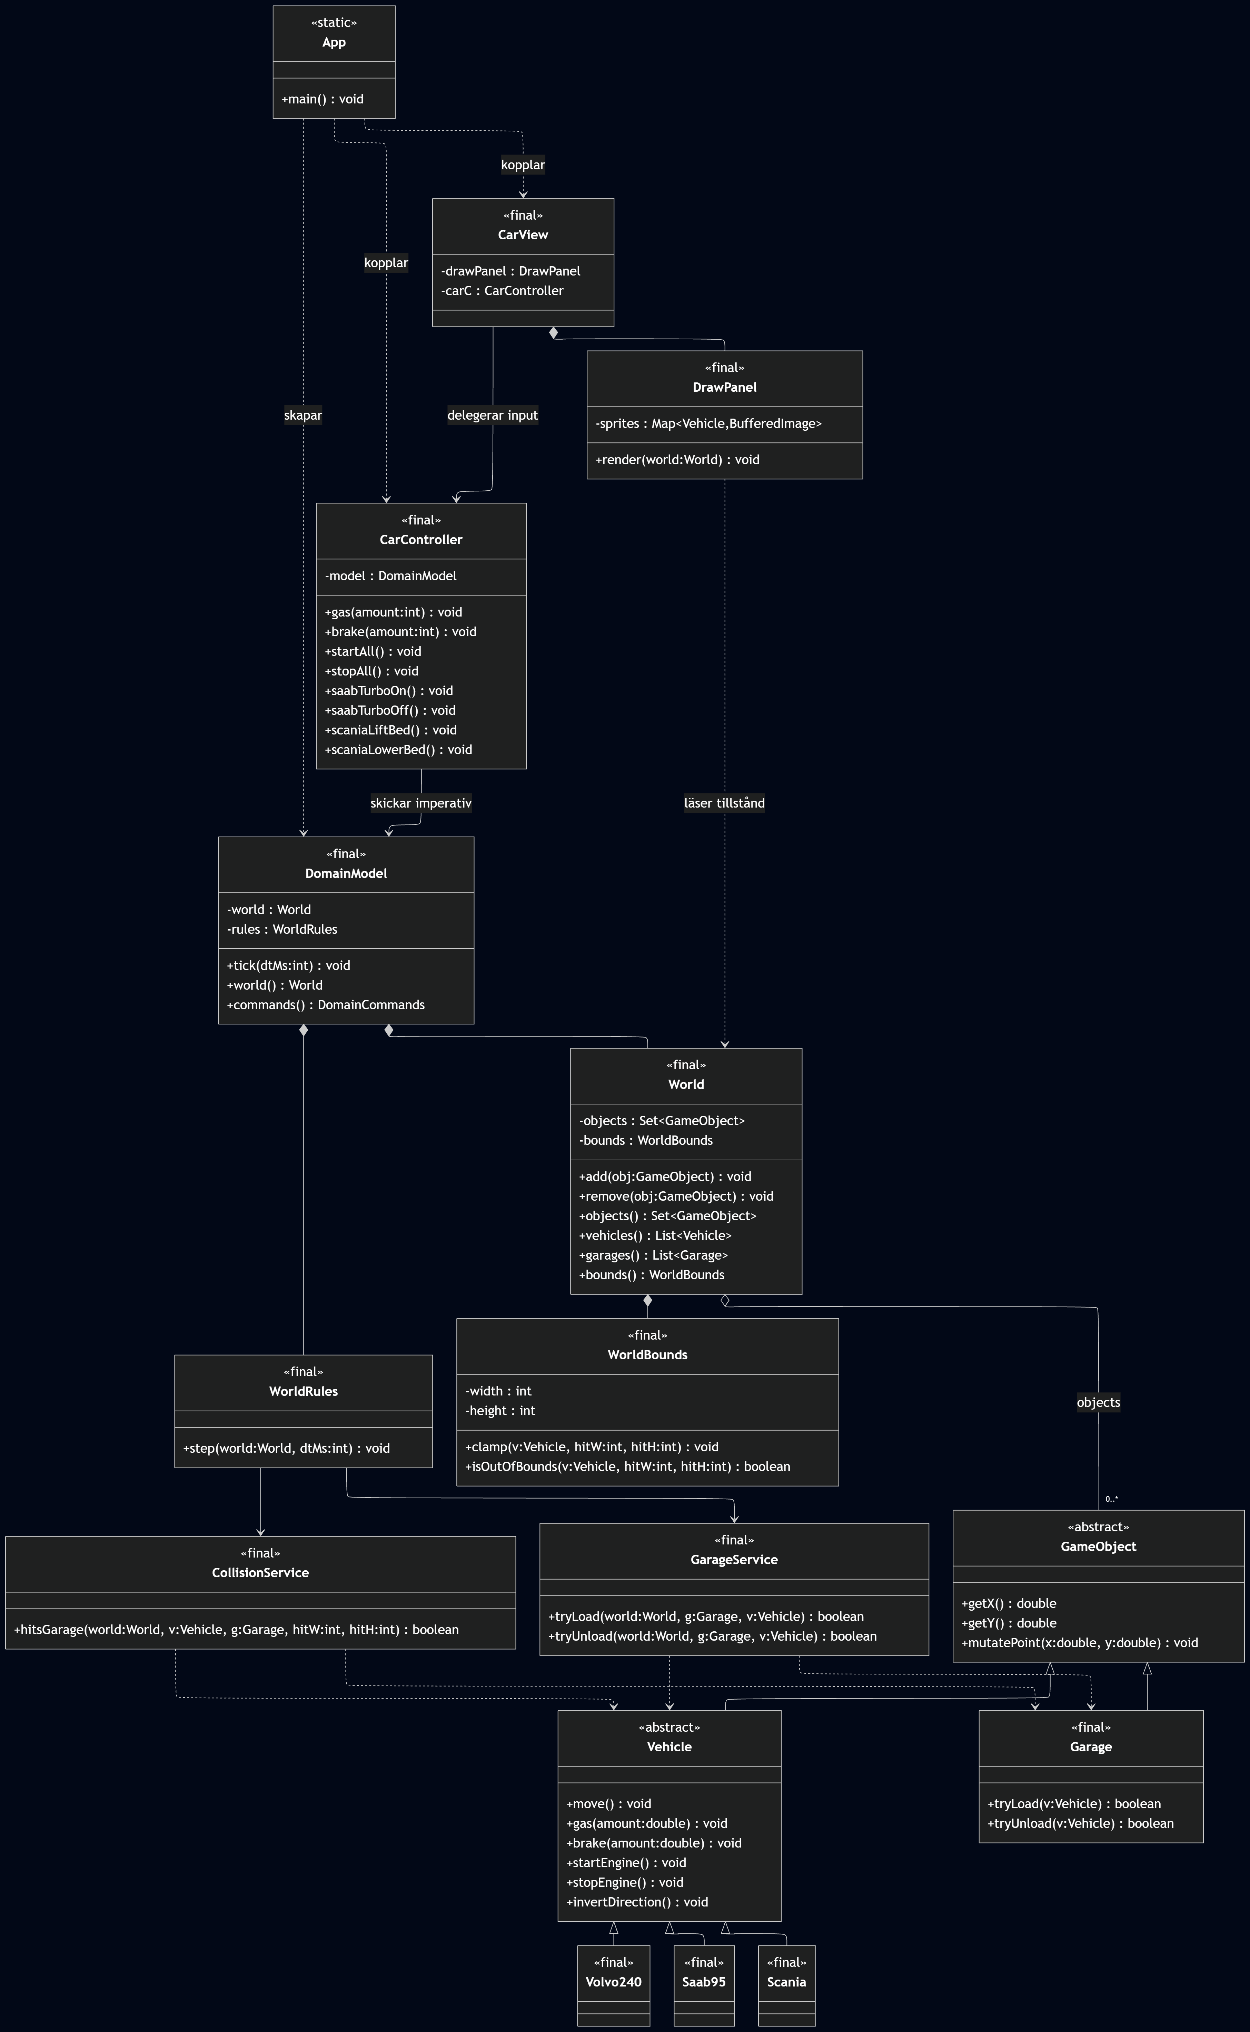 «static»
App
+main() : void
kopplar
«final»
CarView
-drawPanel : DrawPanel
-carC : CarController
kopplar
«final»
DrawPanel
-sprites : Map<Vehicle,BufferedImage>
+render(world:World) : void
skapar
delegerar input
«final»
CarController
-model : DomainModel
+gas(amount:int) : void
+brake(amount:int) : void
+startAll() : void
+stopAll() : void
+saabTurboOn() : void
+saabTurboOff() : void
+scaniaLiftBed() : void
+scaniaLowerBed() : void
skickar imperativ
läser tillstånd
«final»
DomainModel
-world : World
-rules : WorldRules
+tick(dtMs:int) : void
+world() : World
+commands() : DomainCommands
«final»
World
-objects : Set<GameObject>
-bounds : WorldBounds
+add(obj:GameObject) : void
+remove(obj:GameObject) : void
+objects() : Set<GameObject>
+vehicles() : List<Vehicle>
+garages() : List<Garage>
+bounds() : WorldBounds
«final»
WorldRules
+step(world:World, dtMs:int) : void
«final»
WorldBounds
-width : int
-height : int
+clamp(v:Vehicle, hitW:int, hitH:int) : void
+isOutOfBounds(v:Vehicle, hitW:int, hitH:int) : boolean
objects
0..*
«final»
CollisionService
+hitsGarage(world:World, v:Vehicle, g:Garage, hitW:int, hitH:int) : boolean
«final»
GarageService
+tryLoad(world:World, g:Garage, v:Vehicle) : boolean
+tryUnload(world:World, g:Garage, v:Vehicle) : boolean
«abstract»
GameObject
+getX() : double
+getY() : double
+mutatePoint(x:double, y:double) : void
«abstract»
Vehicle
+move() : void
+gas(amount:double) : void
+brake(amount:double) : void
+startEngine() : void
+stopEngine() : void
+invertDirection() : void
«final»
Garage
+tryLoad(v:Vehicle) : boolean
+tryUnload(v:Vehicle) : boolean
«final»
Volvo240
«final»
Saab95
«final»
Scania